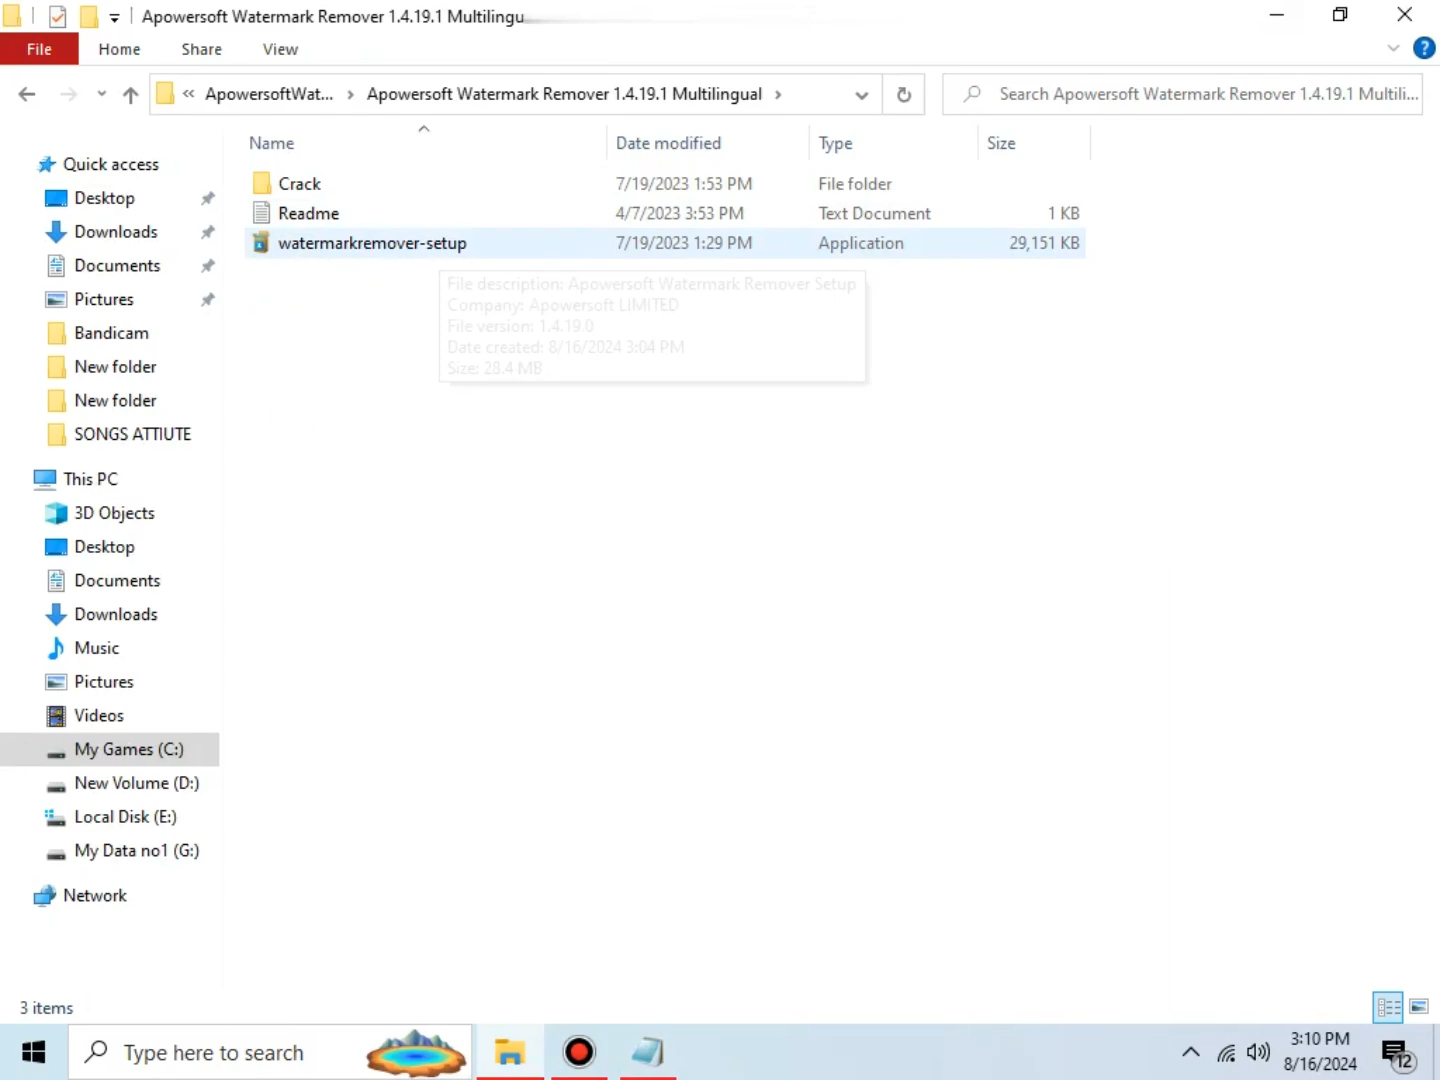 Apowersoft Watermark Remover 1.4.19.1 Multilingu
File
Home
Share
View
?
« ApowersoftWat... › Apowersoft Watermark Remover 1.4.19.1 Multilingual ›
Search Apowersoft Watermark Remover 1.4.19.1 Multili...
Name Date modified Type Size
Crack 7/19/2023 1:53 PM File folder
Readme 4/7/2023 3:53 PM Text Document 1 KB
watermarkremover-setup 7/19/2023 1:29 PM Application 29,151 KB
File description: Apowersoft Watermark Remover Setup
Company: Apowersoft LIMITED
File version: 1.4.19.0
Date created: 8/16/2024 3:04 PM
Size: 28.4 MB
Quick access
Desktop
Downloads
Documents
Pictures
Bandicam
New folder
New folder
SONGS ATTIUTE
This PC
3D Objects
Desktop
Documents
Downloads
Music
Pictures
Videos
My Games (C:)
New Volume (D:)
Local Disk (E:)
My Data no1 (G:)
Network
3 items
Type here to search
3:10 PM
8/16/2024
12